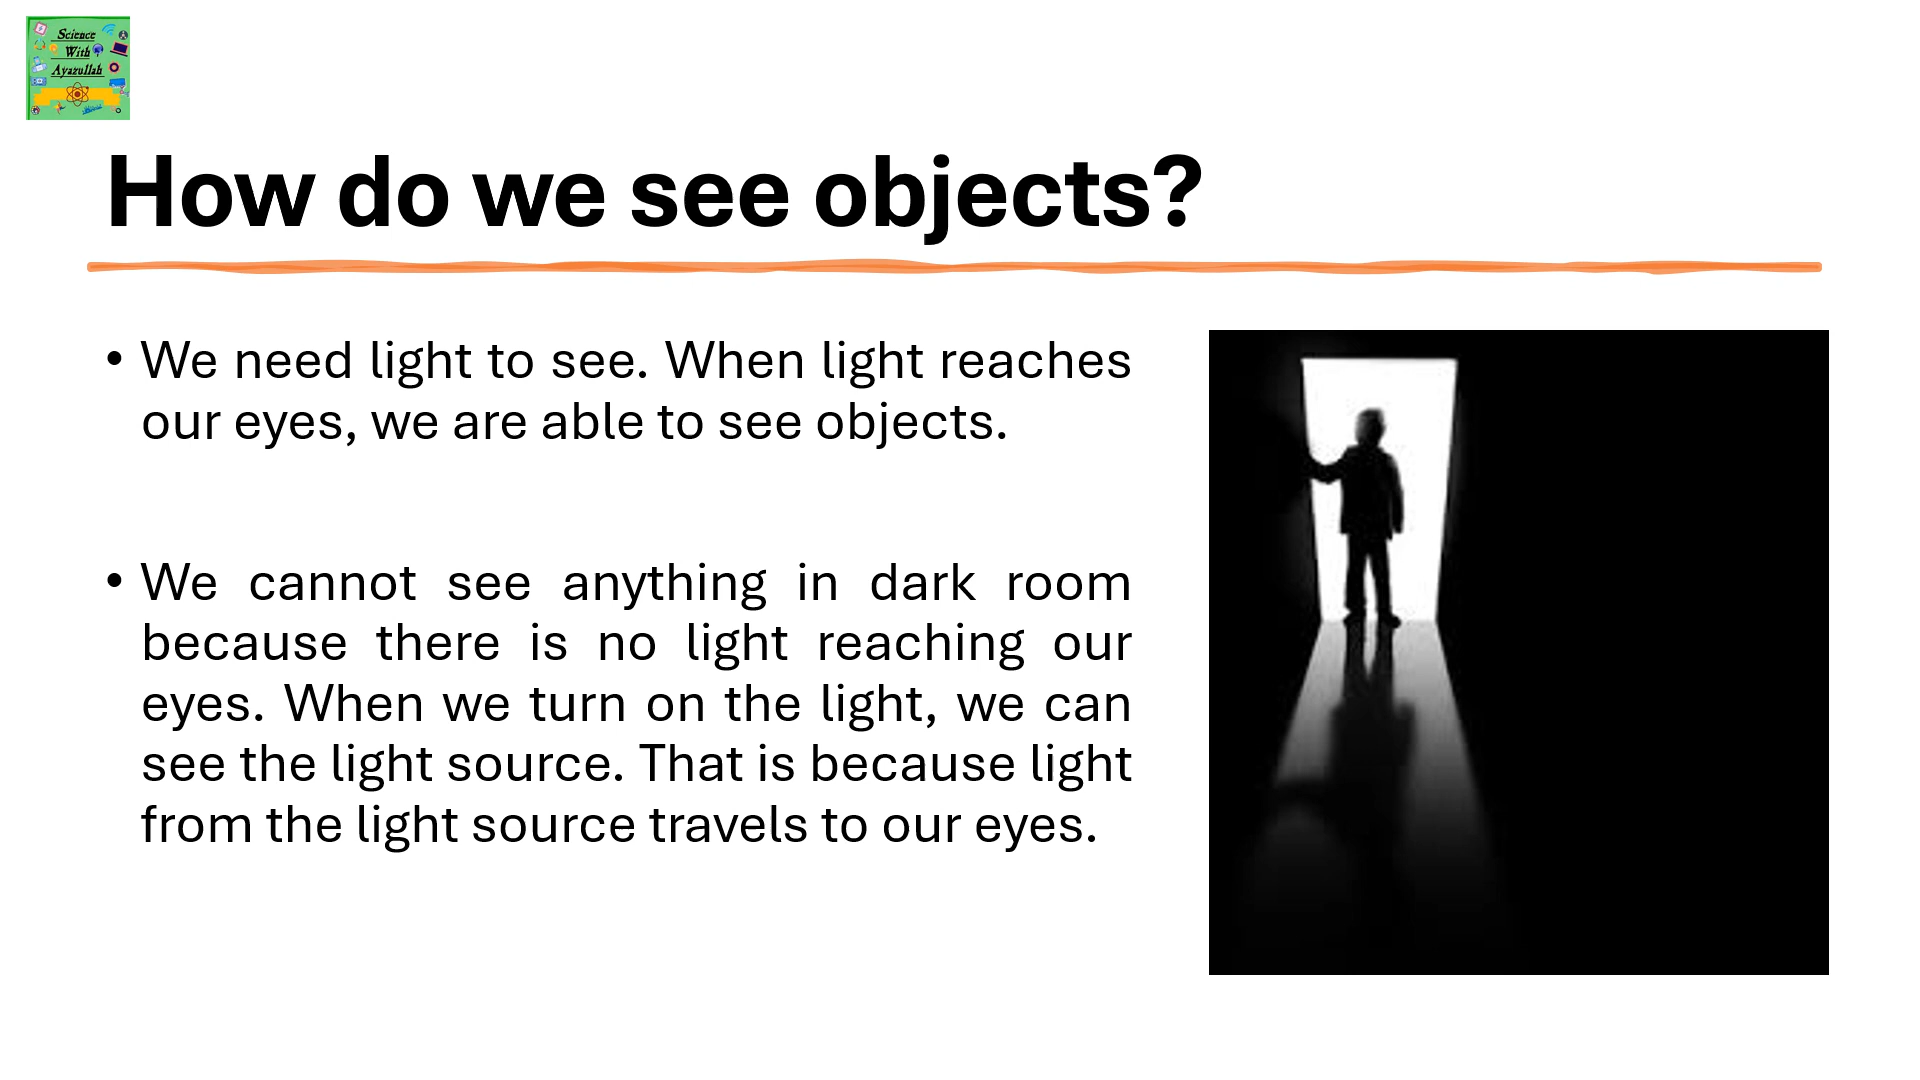 Science
With
Ayazullah
How do we see objects?
• We need light to see. When light reaches
our eyes, we are able to see objects.
• We cannot see anything in dark room
because there is no light reaching our
eyes. When we turn on the light, we can
see the light source. That is because light
from the light source travels to our eyes.